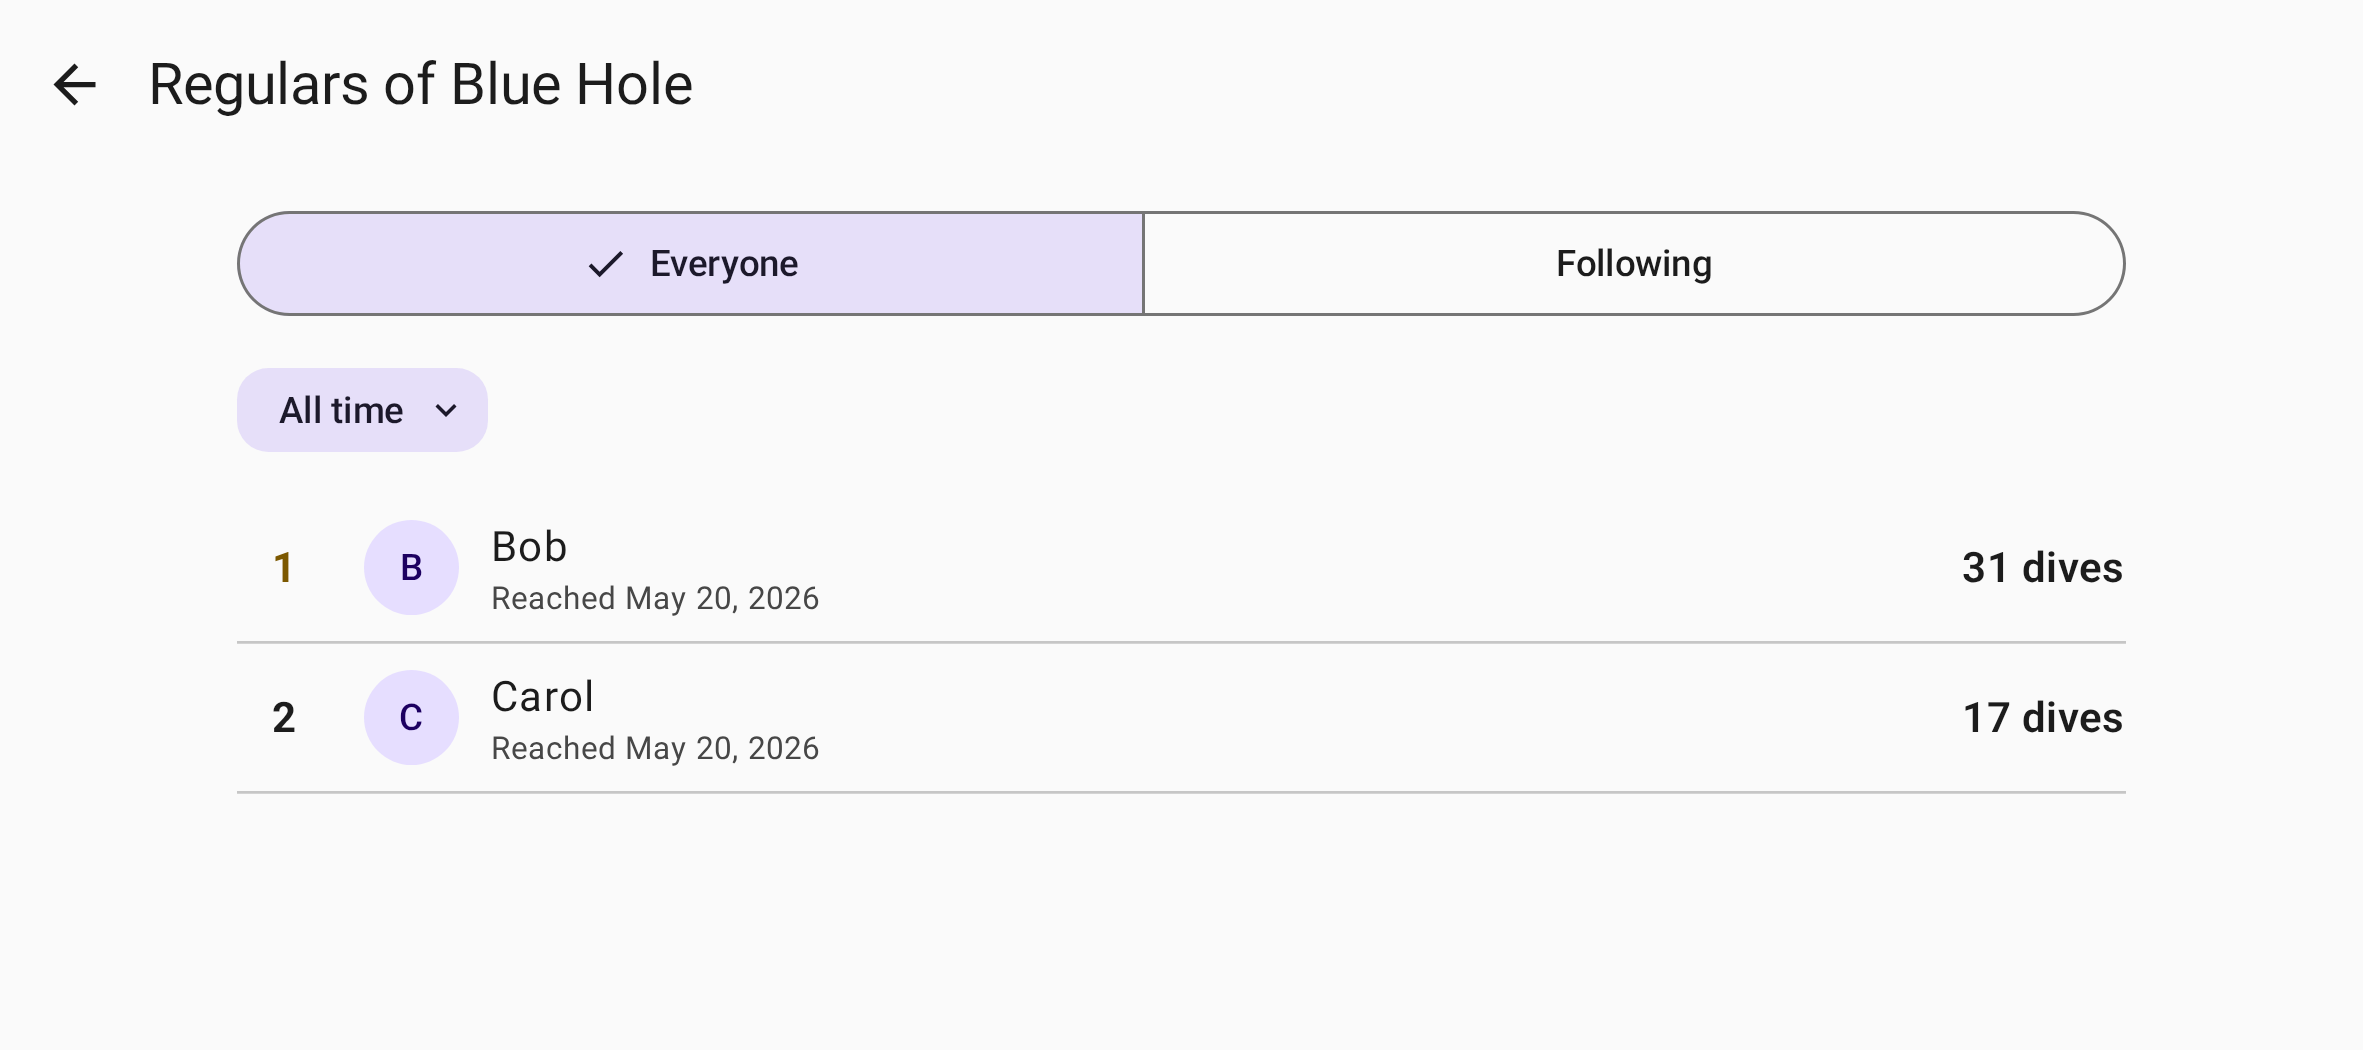 Regulars of Blue Hole
Everyone
Following
All time
1
B
Bob
Reached May 20, 2026
31 dives
2
C
Carol
Reached May 20, 2026
17 dives